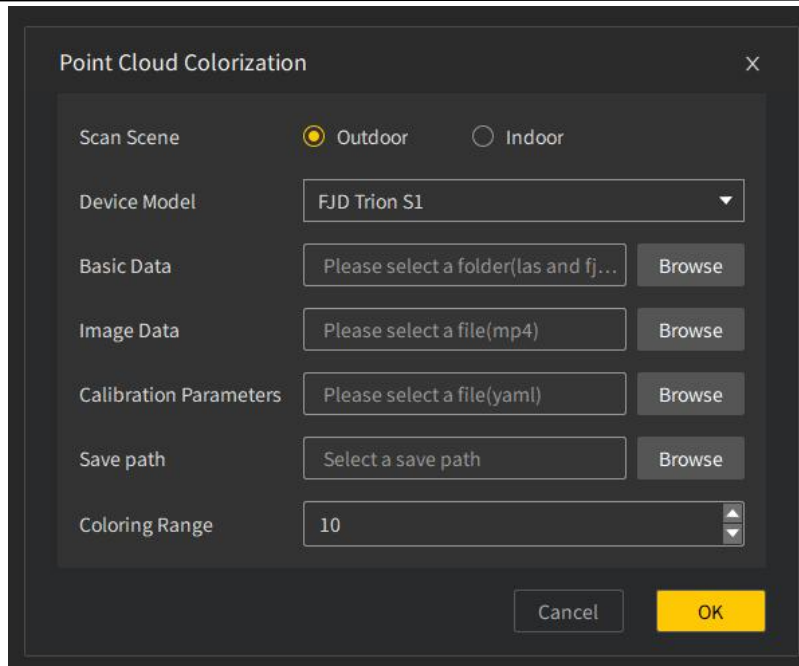 Point Cloud Colorization X
Scan Scene Outdoor Indoor
Device Model FJD Trion S1
Basic Data Please select a folder(las and fj... Browse
Image Data Please select a file(mp4) Browse
Calibration Parameters Please select a file(yaml) Browse
Save path Select a save path Browse
Coloring Range 10
Cancel OK